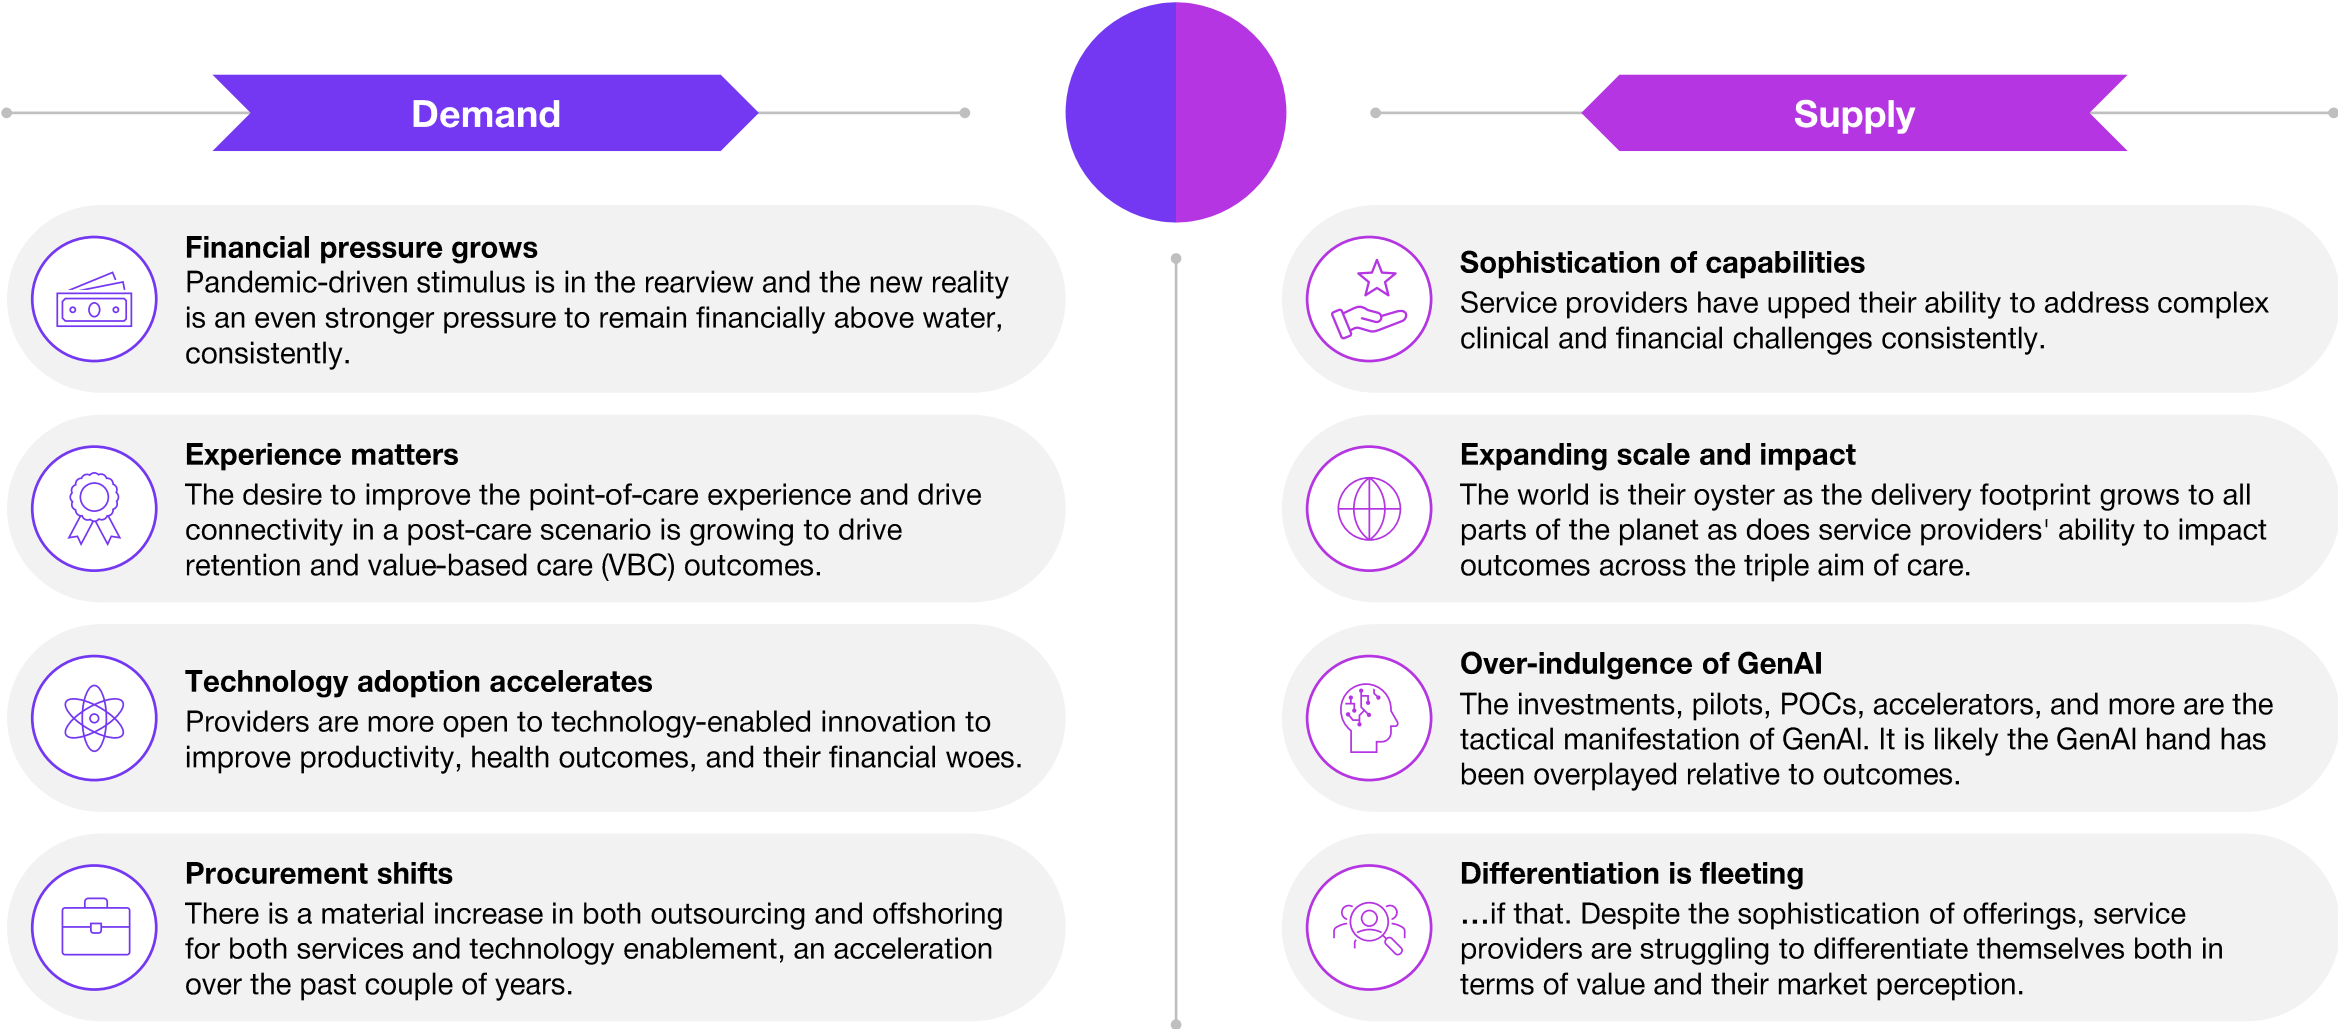 Demand
Financial pressure grows
Pandemic-driven stimulus is in the rearview and the new reality
is an even stronger pressure to remain financially above water,
consistently.
Experience matters
The desire to improve the point-of-care experience and drive
connectivity in a post-care scenario is growing to drive
retention and value-based care (VBC) outcomes.
Technology adoption accelerates
Providers are more open to technology-enabled innovation to
improve productivity, health outcomes, and their financial woes.
Procurement shifts
There is a material increase in both outsourcing and offshoring
for both services and technology enablement, an acceleration
over the past couple of years.
Supply
Sophistication of capabilities
Service providers have upped their ability to address complex
clinical and financial challenges consistently.
Expanding scale and impact
The world is their oyster as the delivery footprint grows to all
parts of the planet as does service providers' ability to impact
outcomes across the triple aim of care.
Over-indulgence of GenAI
The investments, pilots, POCs, accelerators, and more are the
tactical manifestation of GenAI. It is likely the GenAI hand has
been overplayed relative to outcomes.
Differentiation is fleeting
…if that. Despite the sophistication of offerings, service
providers are struggling to differentiate themselves both in
terms of value and their market perception.